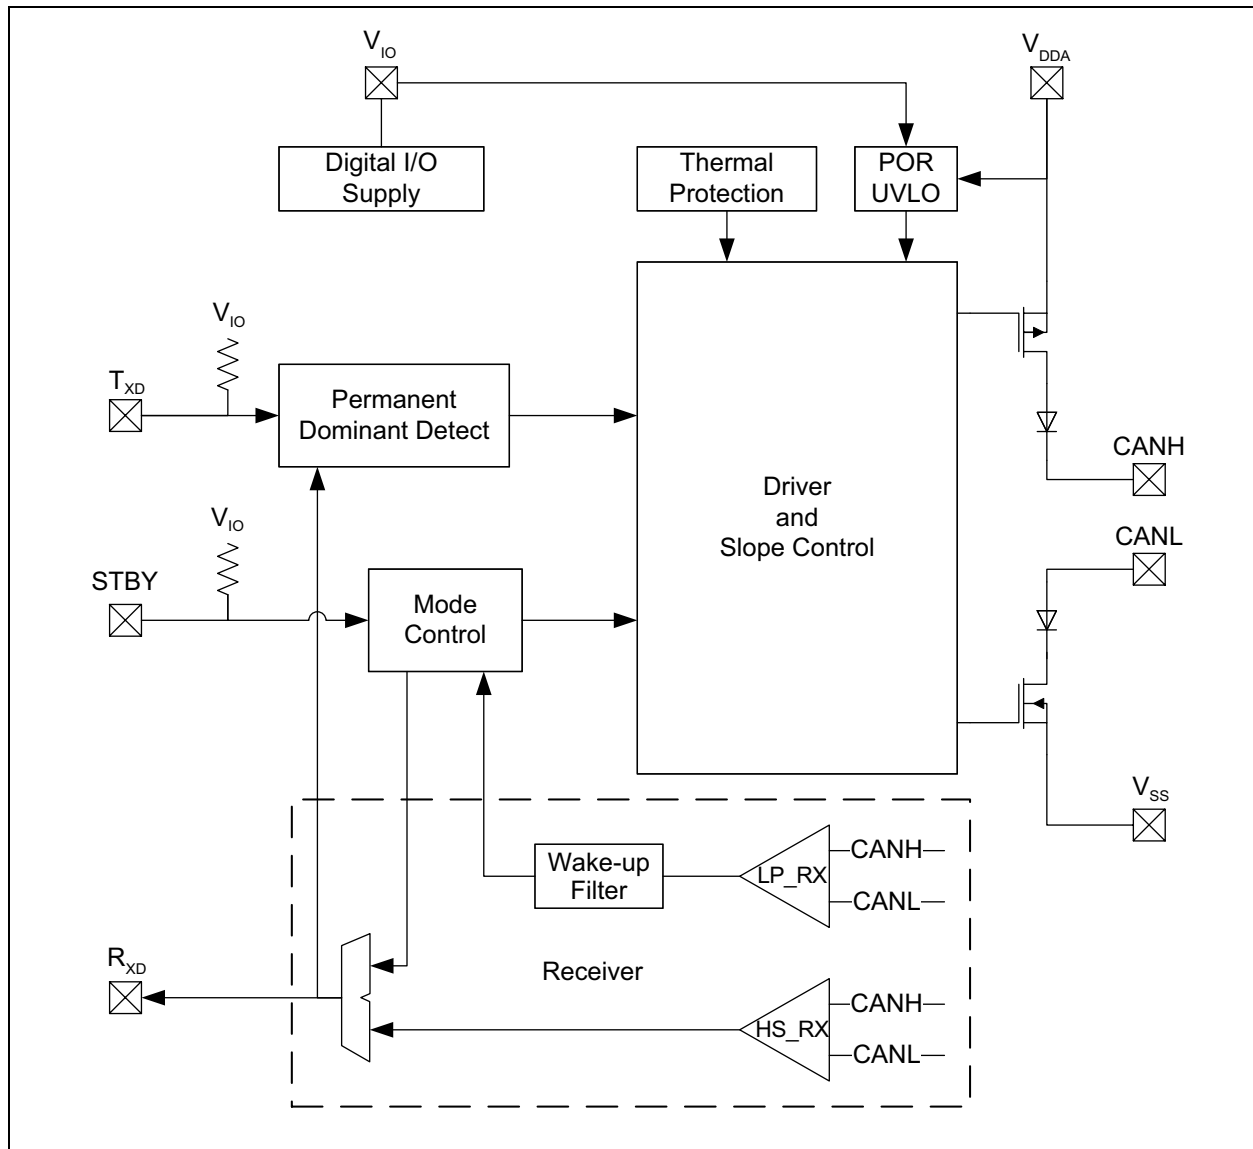 VIO
VDDA
Digital I/O
Supply
Thermal
Protection
POR
UVLO
VIO
TXD
Permanent
Dominant Detect
CANH
Driver
and
Slope Control
VIO
CANL
STBY
Mode
Control
VSS
Wake-up
Filter
LP_RX
CANH
CANL
RXD
Receiver
HS_RX
CANH
CANL